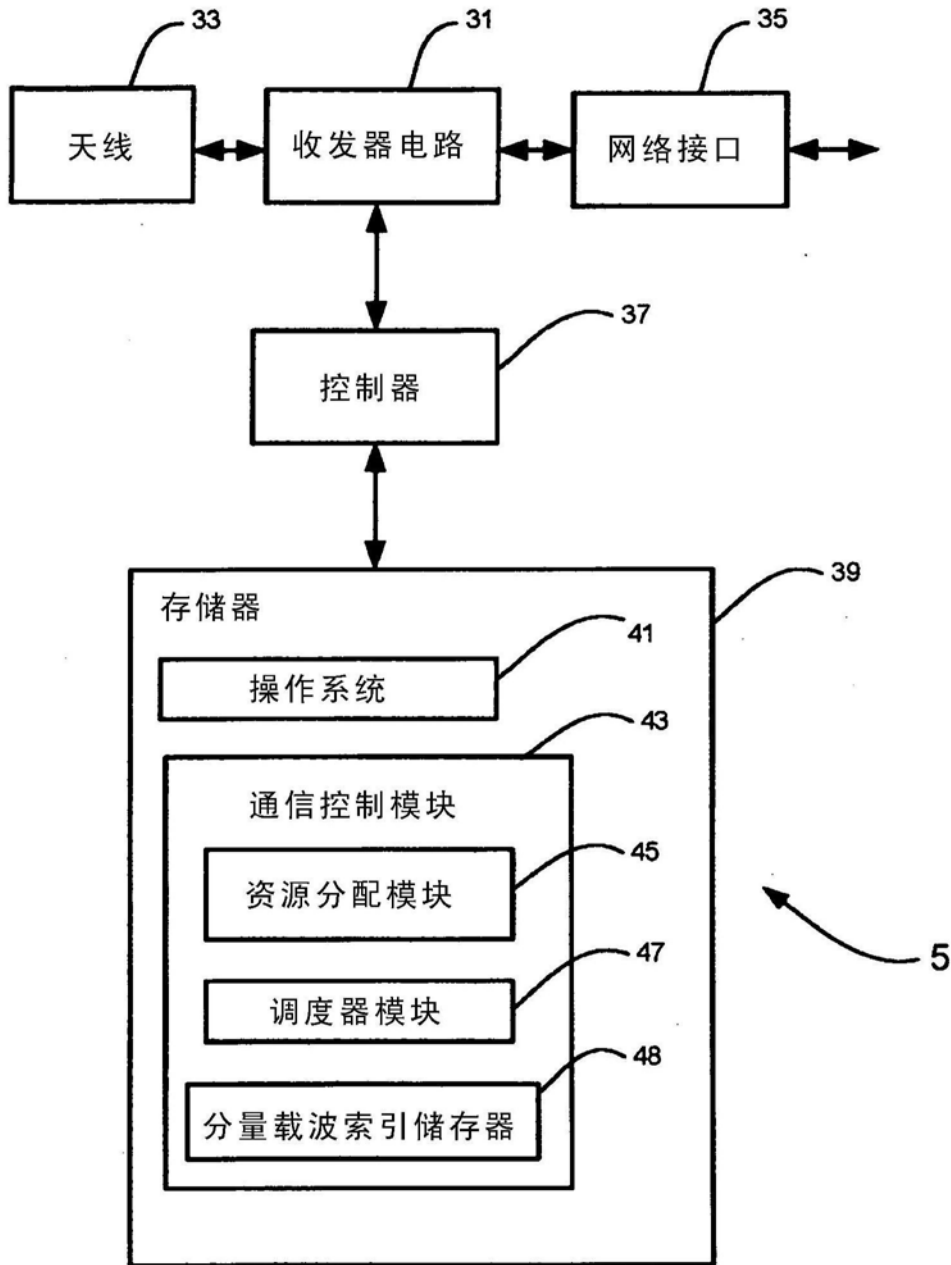 33
31
35
天线
收发器电路
网络接口
37
控制器
39
存储器
41
操作系统
43
通信控制模块
45
资源分配模块
5
47
调度器模块
48
分量载波索引储存器